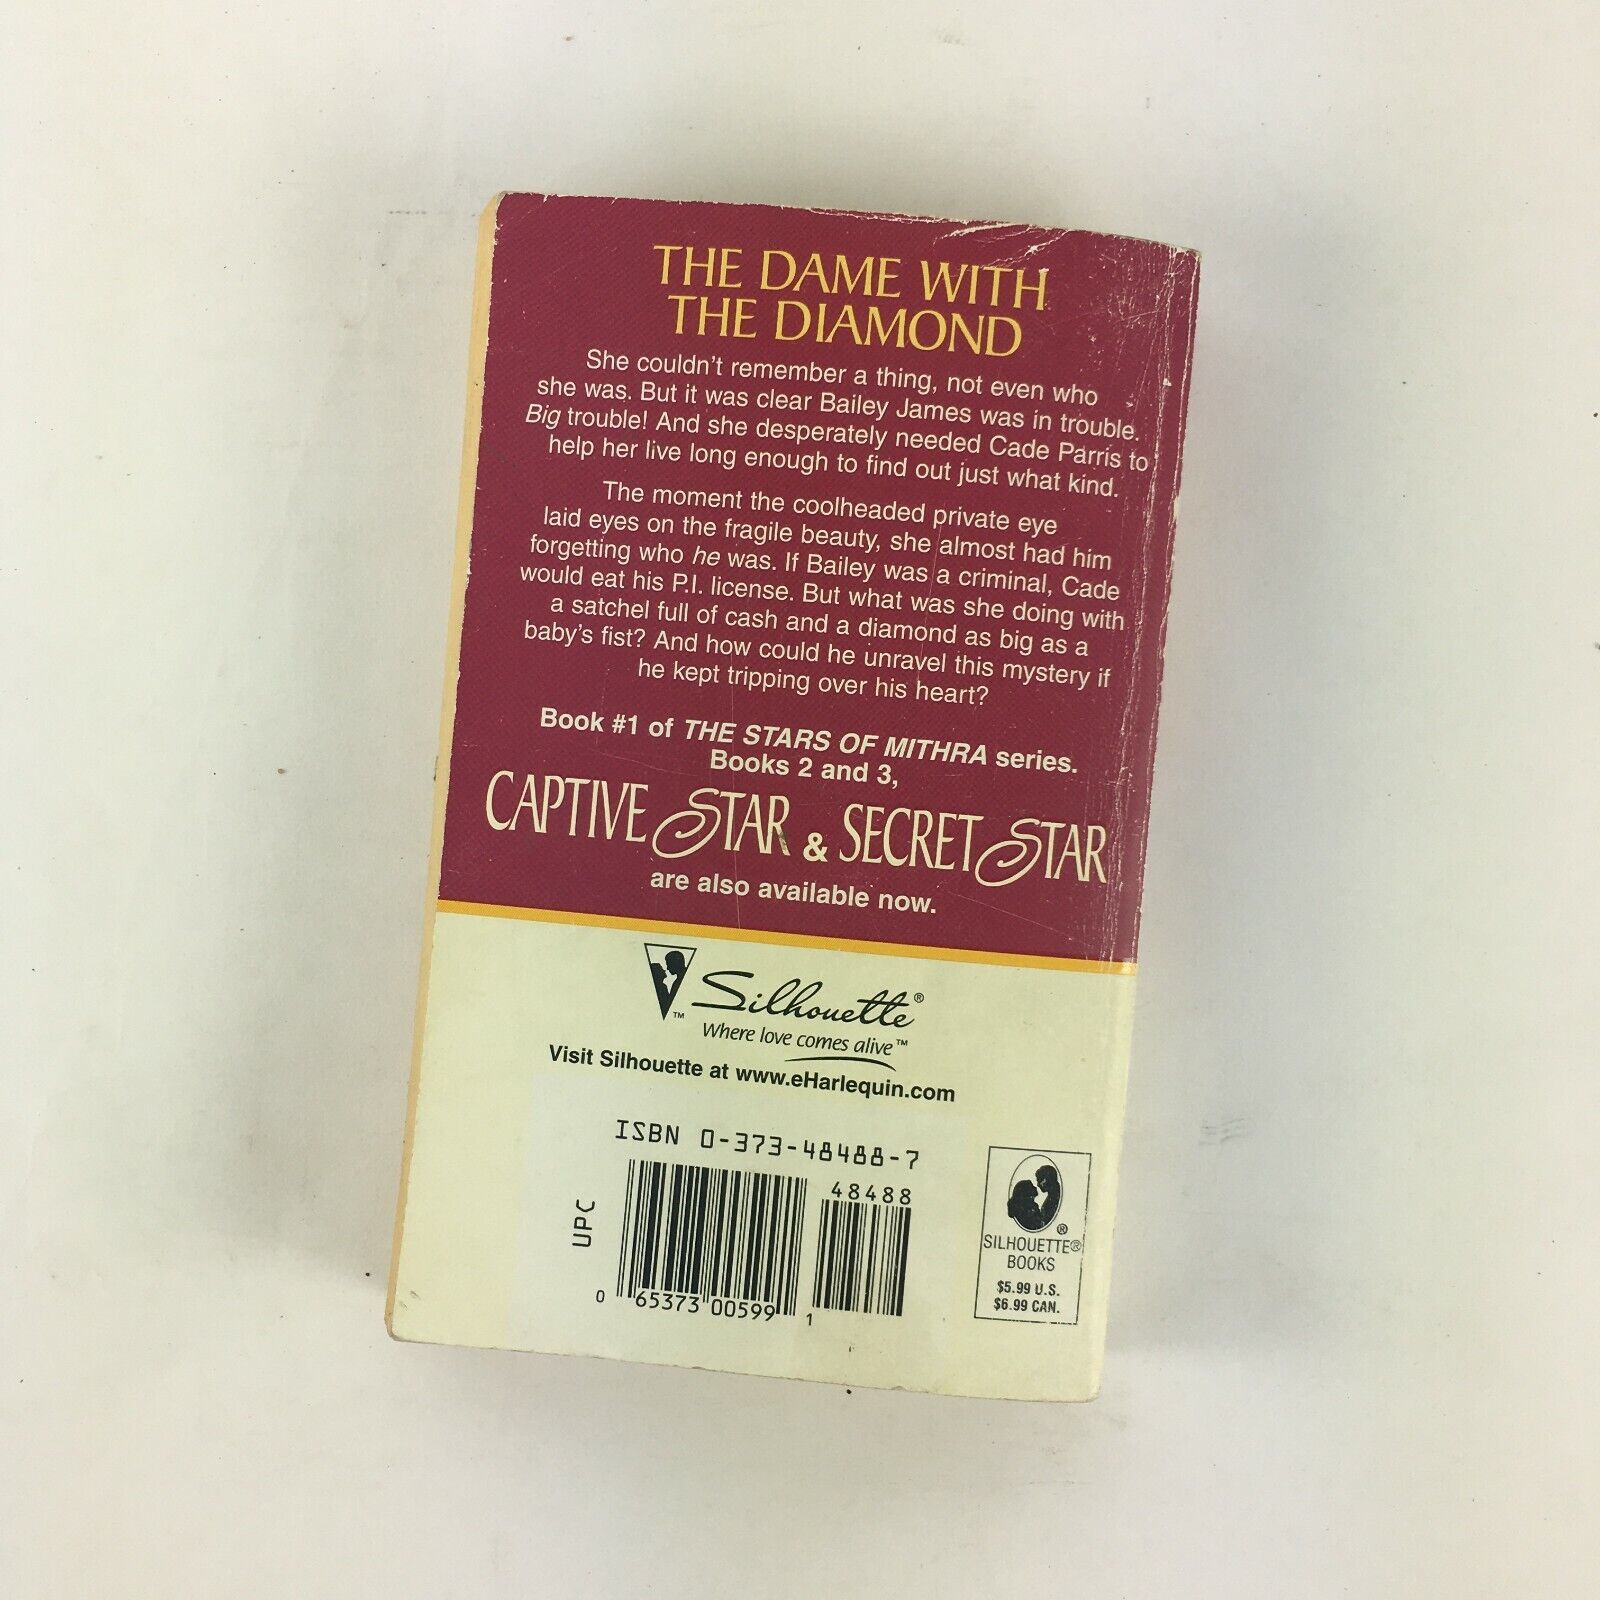 THE DAME WITH
THE DIAMOND
She couldn't remember a thing, not even who
she was. But it was clear Bailey James was in trouble.
Big trouble! And she desperately needed Cade Parris to
help her live long enough to find out just what kind.
The moment the coolheaded private eye
laid eyes on the fragile beauty, she almost had him
forgetting who he was. If Bailey was a criminal, Cade
would eat his P.I. license. But what was she doing with
a satchel full of cash and a diamond as big as a
baby's fist? And how could he unravel this mystery if
he kept tripping over his heart?
Book #1 of THE STARS OF MITHRA series.
Books 2 and 3,
CAPTIVE STAR & SECRET STAR
are also available now.
Silhouette®
™
Where love comes alive™
Visit Silhouette at www.eHarlequin.com
ISBN 0-373-48488-7
48488
UPC
0 65373 00599 1
®
SILHOUETTE®
BOOKS
$5.99 U.S.
$6.99 CAN.